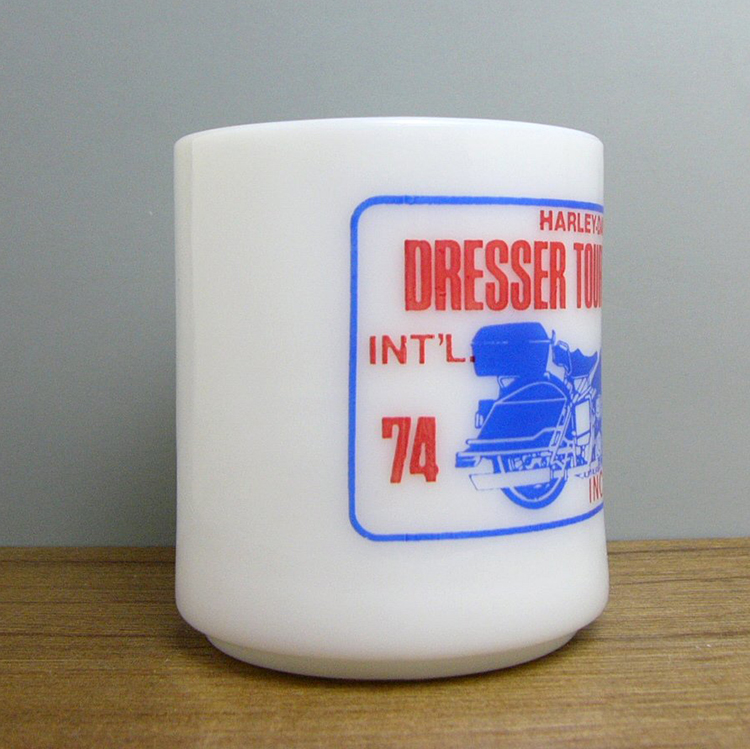 HARLEY-DA
DRESSER TOU
INT'L.
74
INC